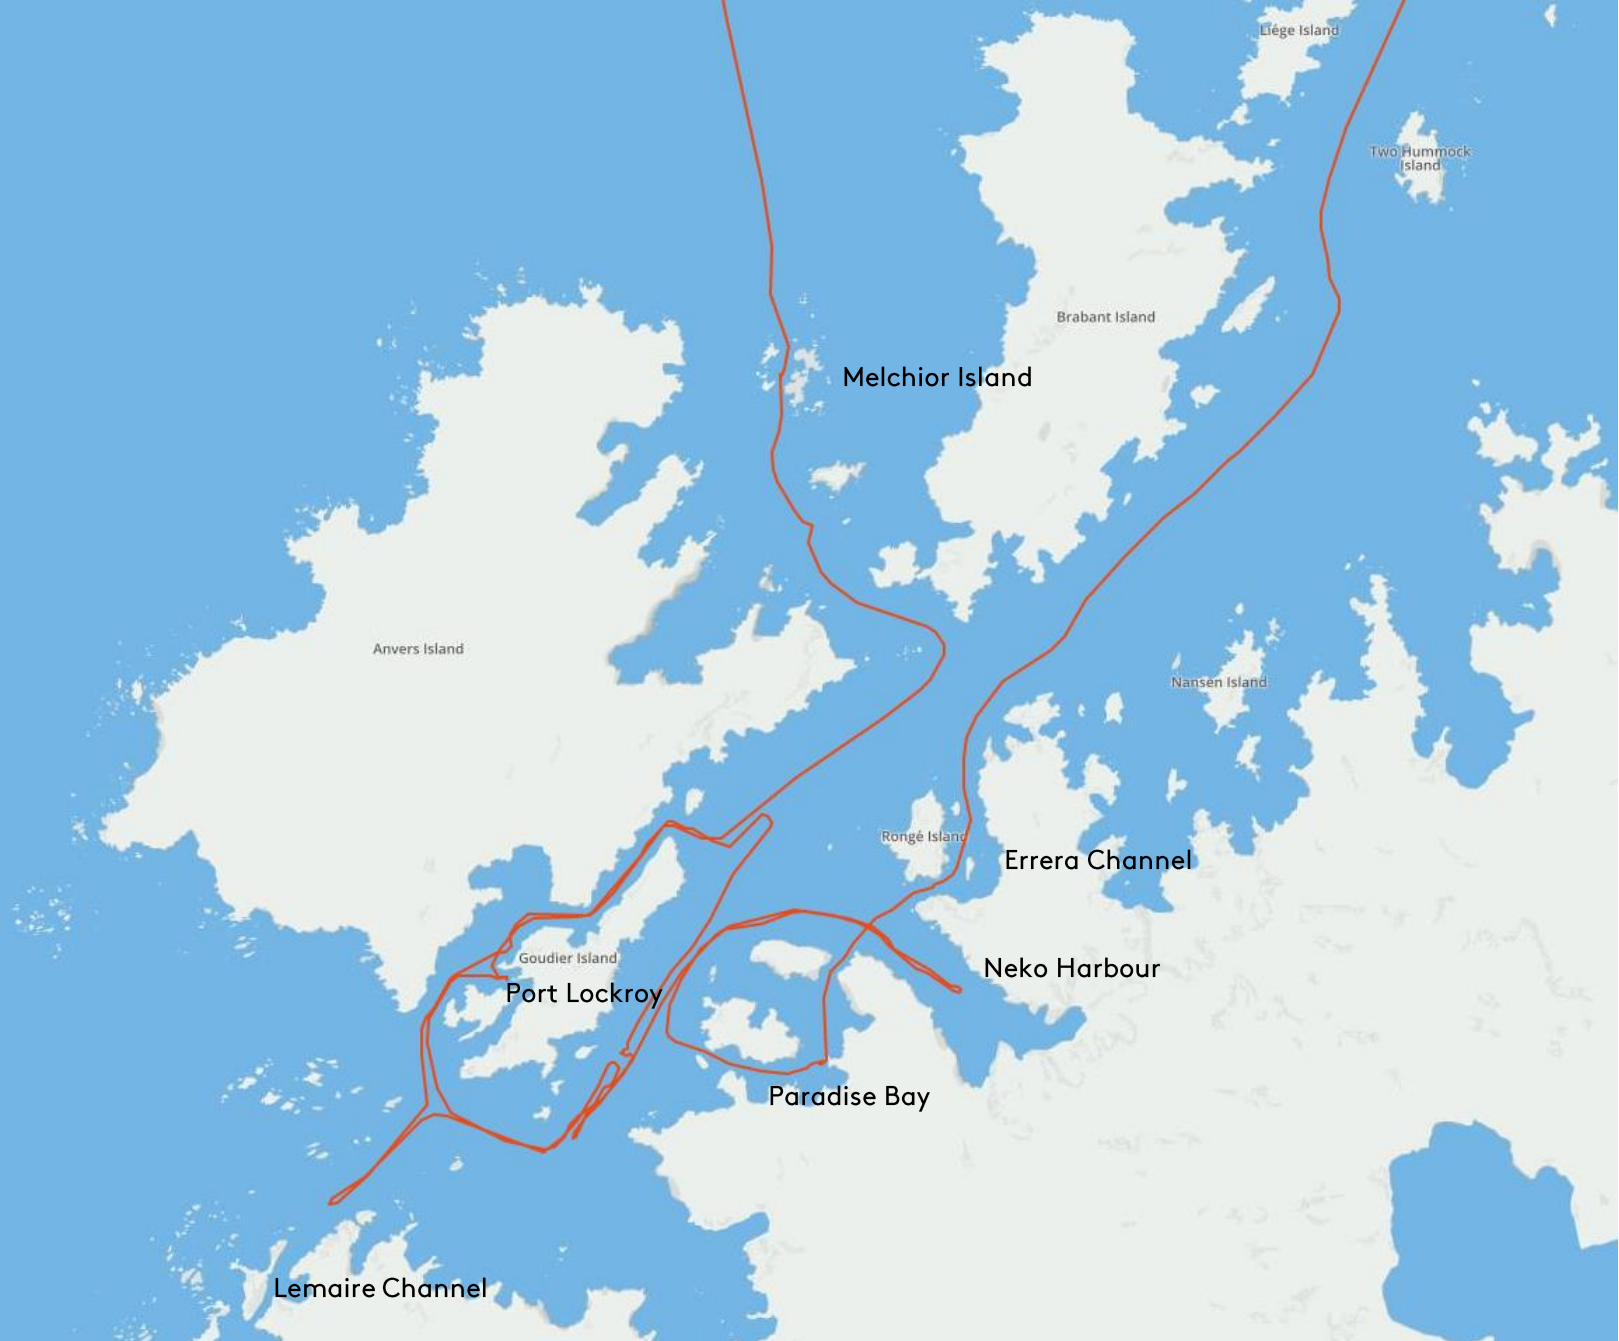 Liége Island
Two Hummock
Island
Brabant Island
Melchior Island
Anvers Island
Nansen Island
Rongé Island
Errera Channel
Goudier Island
Neko Harbour
Port Lockroy
Paradise Bay
Lemaire Channel